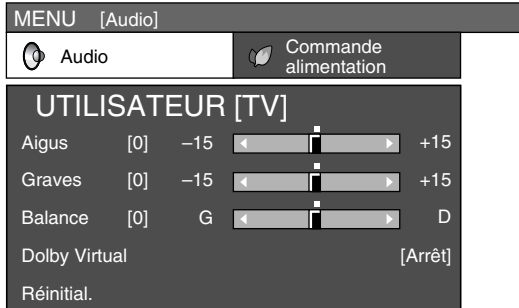 MENU [Audio]
Audio
Commande
alimentation
UTILISATEUR [TV]
Aigus [0] –15 +15
Graves [0] –15 +15
Balance [0] G D
Dolby Virtual [Arrêt]
Réinitial.